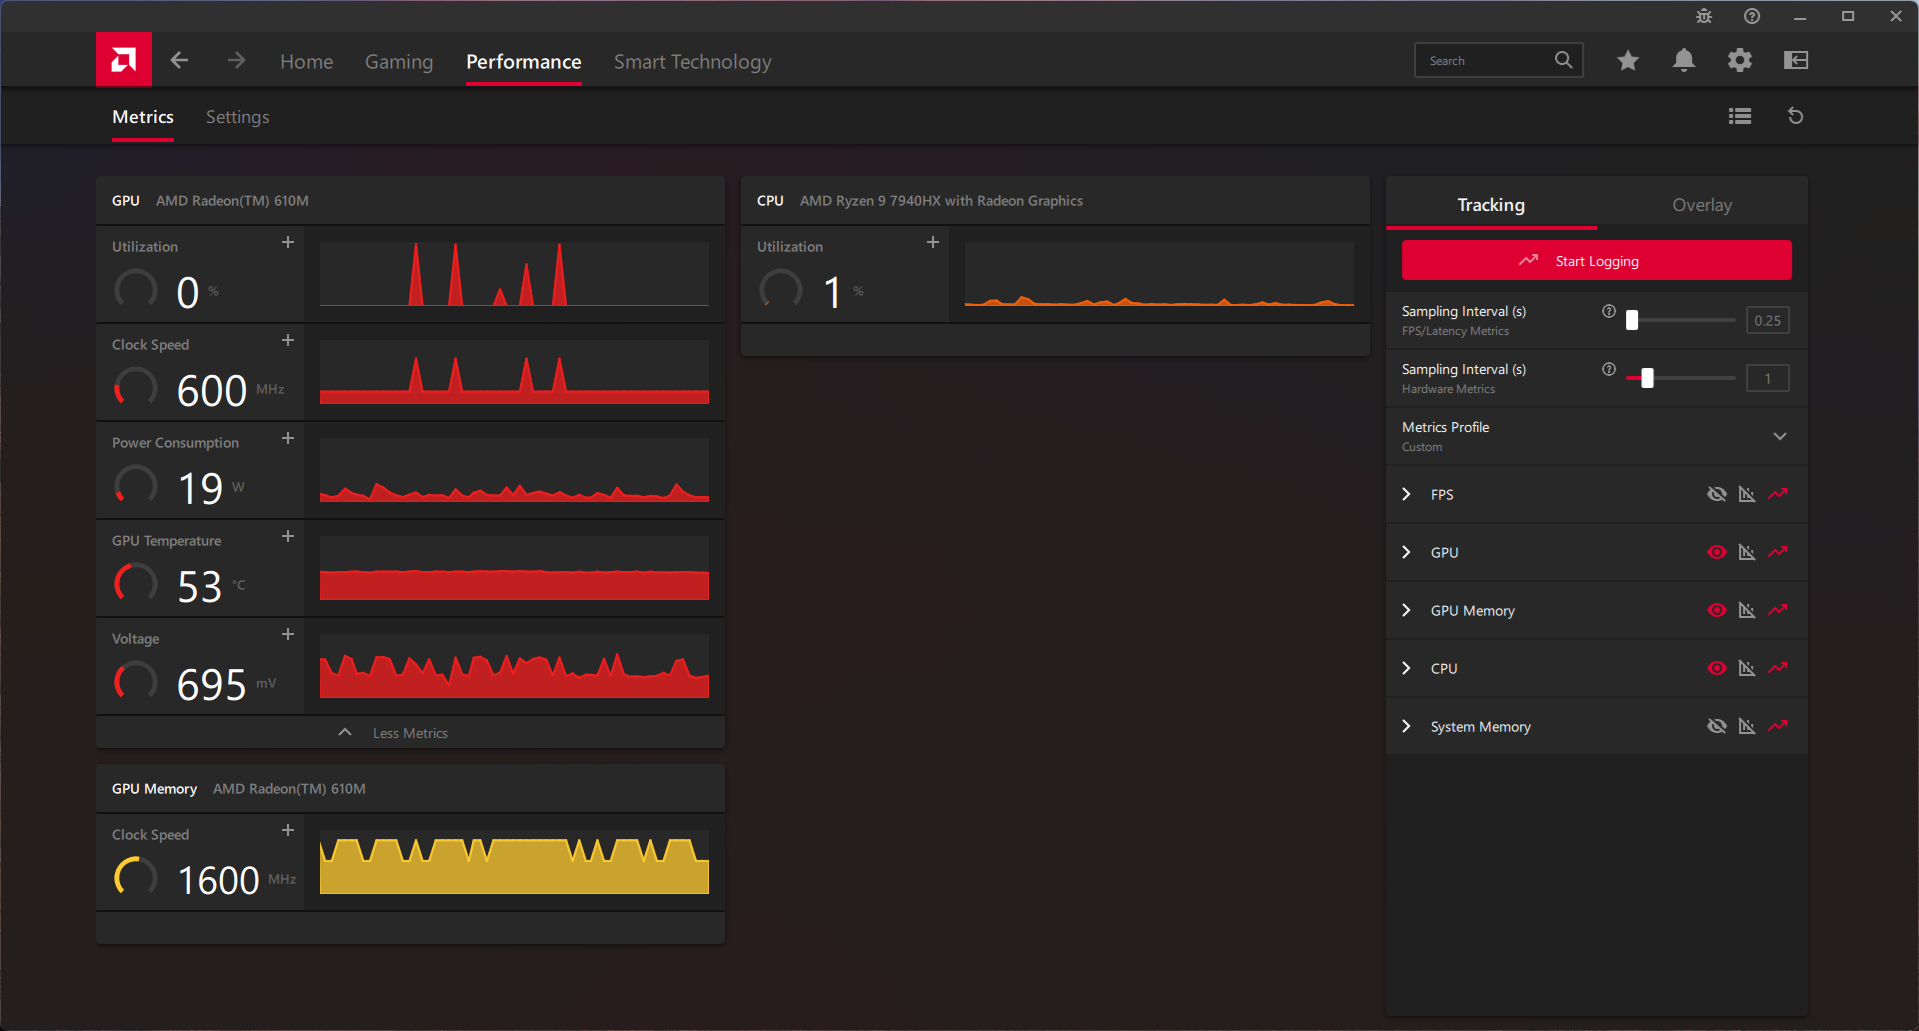 Home
Gaming
Performance
Smart Technology
Search
Metrics
Settings
GPU AMD Radeon(TM) 610M
Utilization
0 %
Clock Speed
600 MHz
Power Consumption
19 W
GPU Temperature
53 °C
Voltage
695 mV
Less Metrics
GPU Memory AMD Radeon(TM) 610M
Clock Speed
1600 MHz
CPU AMD Ryzen 9 7940HX with Radeon Graphics
Utilization
1 %
Tracking
Overlay
Start Logging
Sampling Interval (s)
FPS/Latency Metrics
0.25
Sampling Interval (s)
Hardware Metrics
1
Metrics Profile
Custom
FPS
GPU
GPU Memory
CPU
System Memory